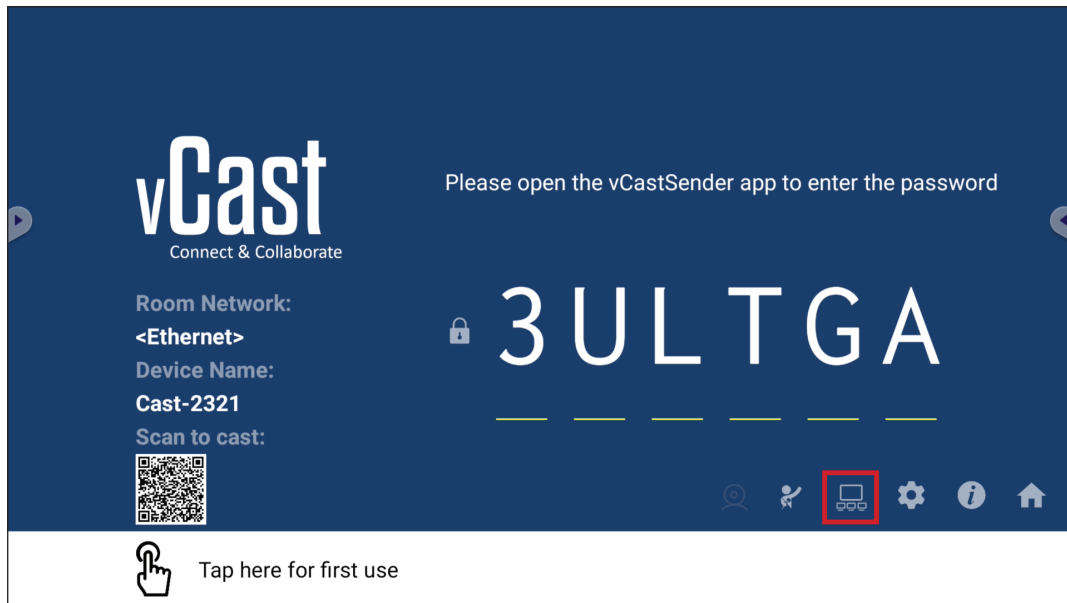 vCast
Connect & Collaborate
Please open the vCastSender app to enter the password
Room Network:
<Ethernet>
Device Name:
Cast-2321
Scan to cast:
3ULTGA
Tap here for first use